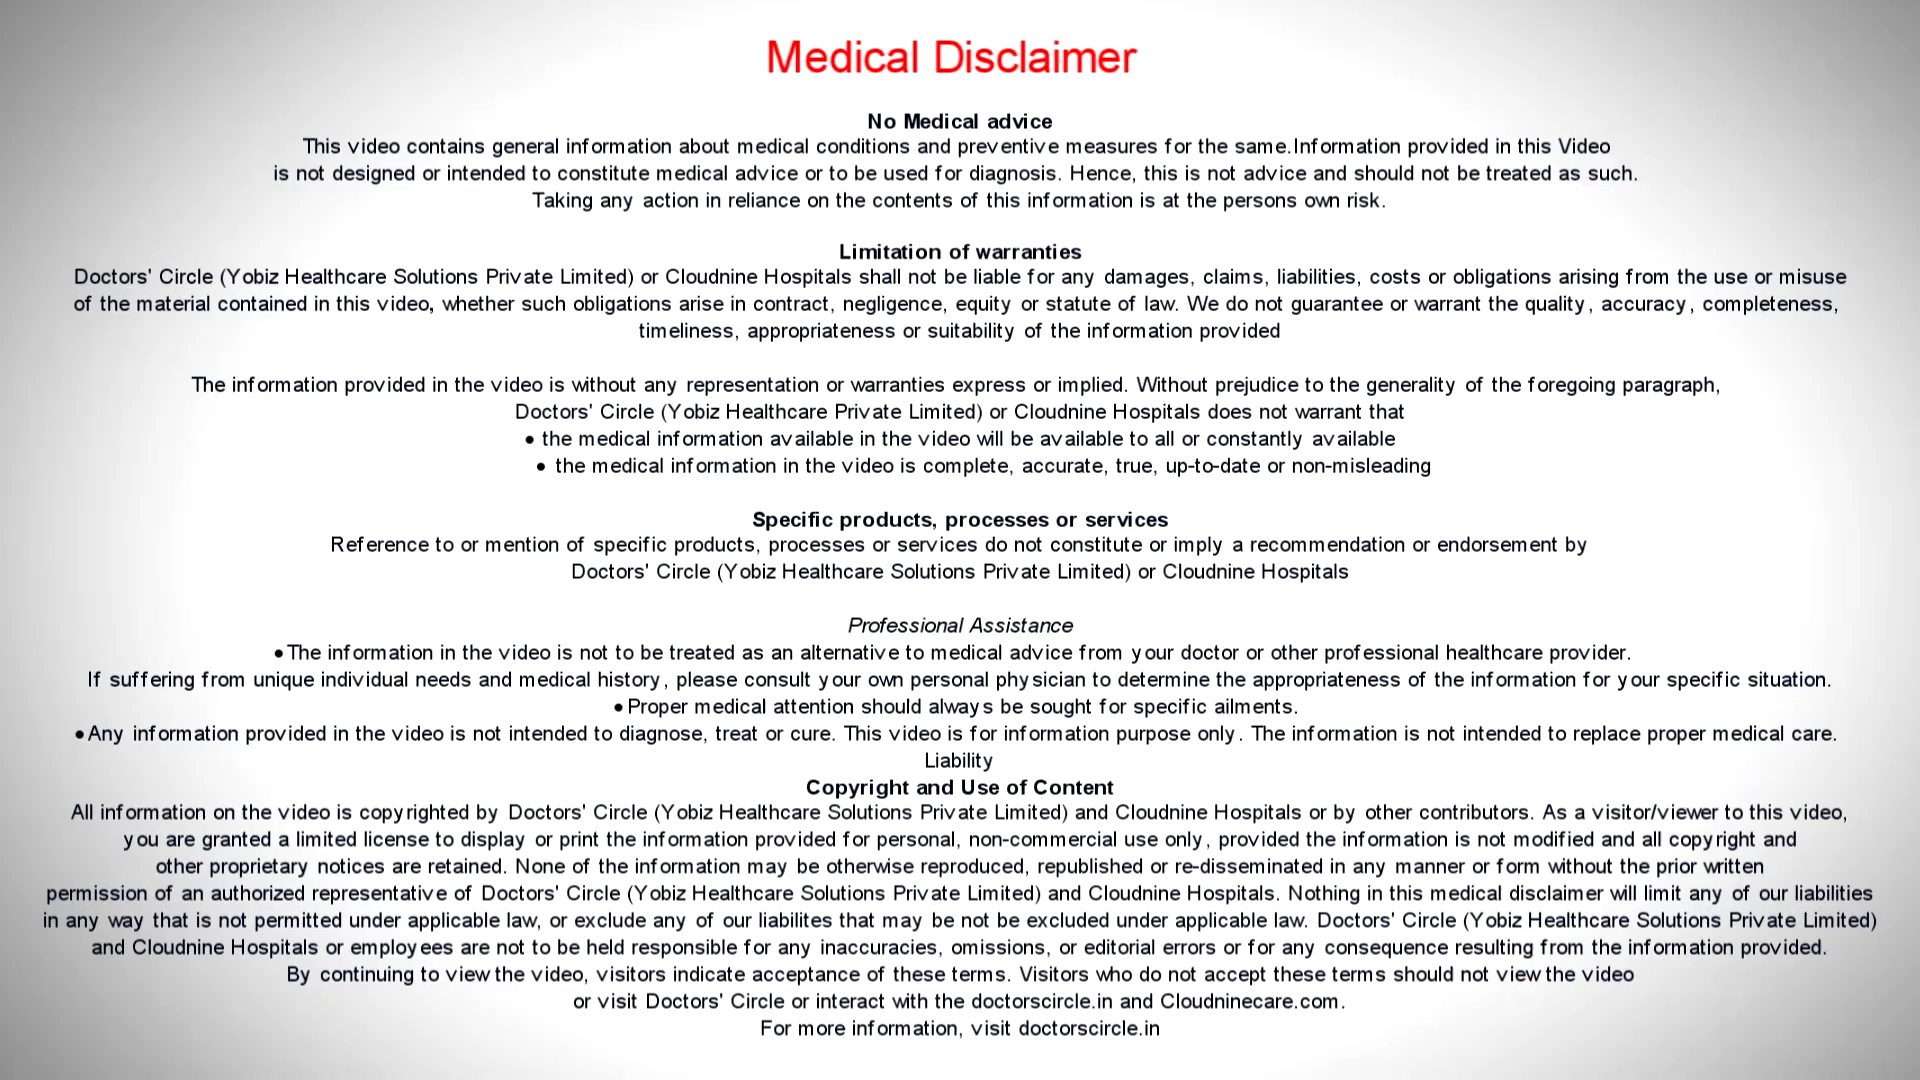 Medical Disclaimer
No Medical advice
This video contains general information about medical conditions and preventive measures for the same.Information provided in this Video
is not designed or intended to constitute medical advice or to be used for diagnosis. Hence, this is not advice and should not be treated as such.
Taking any action in reliance on the contents of this information is at the persons own risk.
Limitation of warranties
Doctors' Circle (Yobiz Healthcare Solutions Private Limited) or Cloudnine Hospitals shall not be liable for any damages, claims, liabilities, costs or obligations arising from the use or misuse
of the material contained in this video, whether such obligations arise in contract, negligence, equity or statute of law. We do not guarantee or warrant the quality, accuracy, completeness,
timeliness, appropriateness or suitability of the information provided
The information provided in the video is without any representation or warranties express or implied. Without prejudice to the generality of the foregoing paragraph,
Doctors' Circle (Yobiz Healthcare Private Limited) or Cloudnine Hospitals does not warrant that
• the medical information available in the video will be available to all or constantly available
• the medical information in the video is complete, accurate, true, up-to-date or non-misleading
Specific products, processes or services
Reference to or mention of specific products, processes or services do not constitute or imply a recommendation or endorsement by
Doctors' Circle (Yobiz Healthcare Solutions Private Limited) or Cloudnine Hospitals
Professional Assistance
•The information in the video is not to be treated as an alternative to medical advice from your doctor or other professional healthcare provider.
If suffering from unique individual needs and medical history, please consult your own personal physician to determine the appropriateness of the information for your specific situation.
•Proper medical attention should always be sought for specific ailments.
•Any information provided in the video is not intended to diagnose, treat or cure. This video is for information purpose only. The information is not intended to replace proper medical care.
Liability
Copyright and Use of Content
All information on the video is copyrighted by Doctors' Circle (Yobiz Healthcare Solutions Private Limited) and Cloudnine Hospitals or by other contributors. As a visitor/viewer to this video,
you are granted a limited license to display or print the information provided for personal, non-commercial use only, provided the information is not modified and all copyright and
other proprietary notices are retained. None of the information may be otherwise reproduced, republished or re-disseminated in any manner or form without the prior written
permission of an authorized representative of Doctors' Circle (Yobiz Healthcare Solutions Private Limited) and Cloudnine Hospitals. Nothing in this medical disclaimer will limit any of our liabilities
in any way that is not permitted under applicable law, or exclude any of our liabilites that may be not be excluded under applicable law. Doctors' Circle (Yobiz Healthcare Solutions Private Limited)
and Cloudnine Hospitals or employees are not to be held responsible for any inaccuracies, omissions, or editorial errors or for any consequence resulting from the information provided.
By continuing to view the video, visitors indicate acceptance of these terms. Visitors who do not accept these terms should not view the video
or visit Doctors' Circle or interact with the doctorscircle.in and Cloudninecare.com.
For more information, visit doctorscircle.in